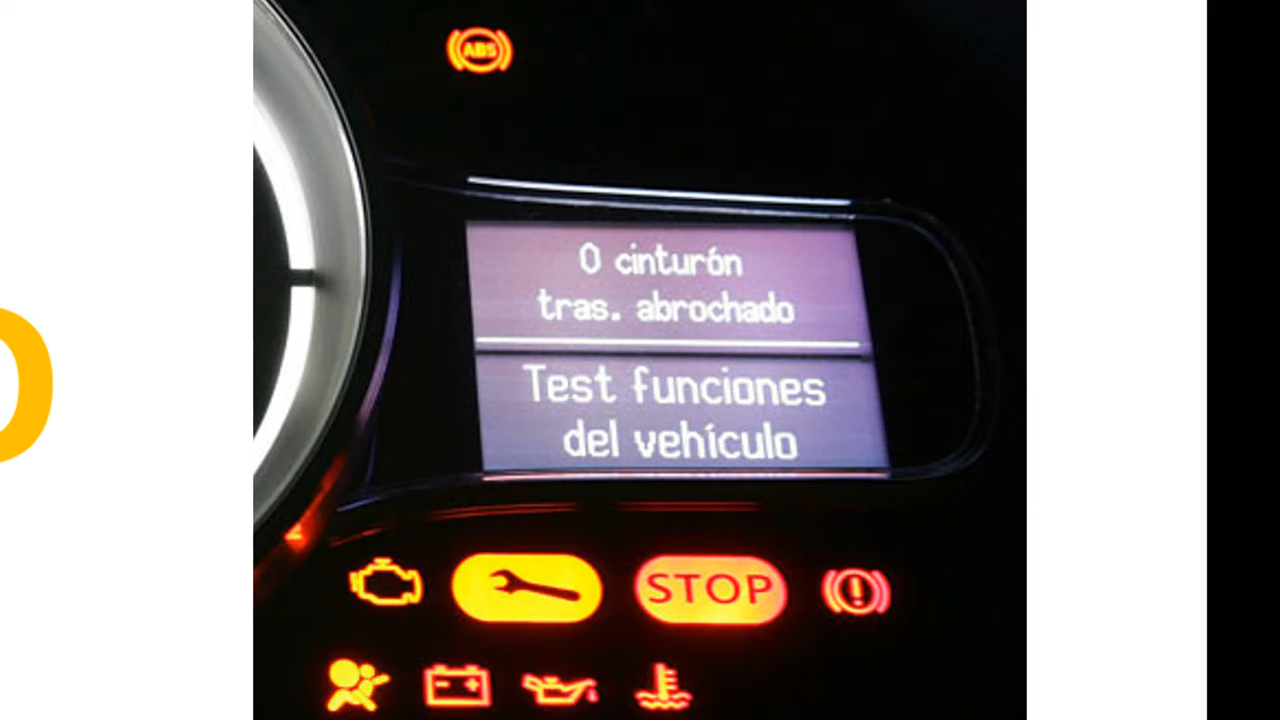 ABS
0 cinturón
tras. abrochado
Test funciones
del vehículo
STOP